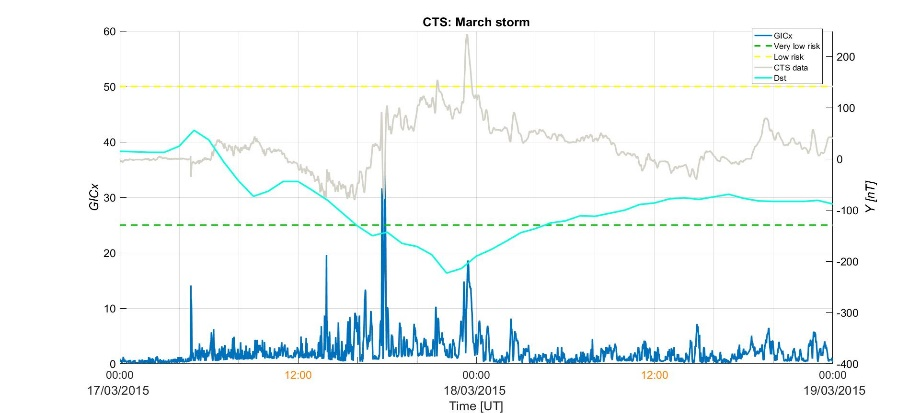 CTS: March storm
GICx
Very low risk
Low risk
CTS data
Dst
60
50
40
30
20
10
0
GICx
200
100
0
-100
-200
-300
-400
Y [nT]
00:00 12:00 00:00 12:00 00:00
17/03/2015 18/03/2015 19/03/2015
Time [UT]